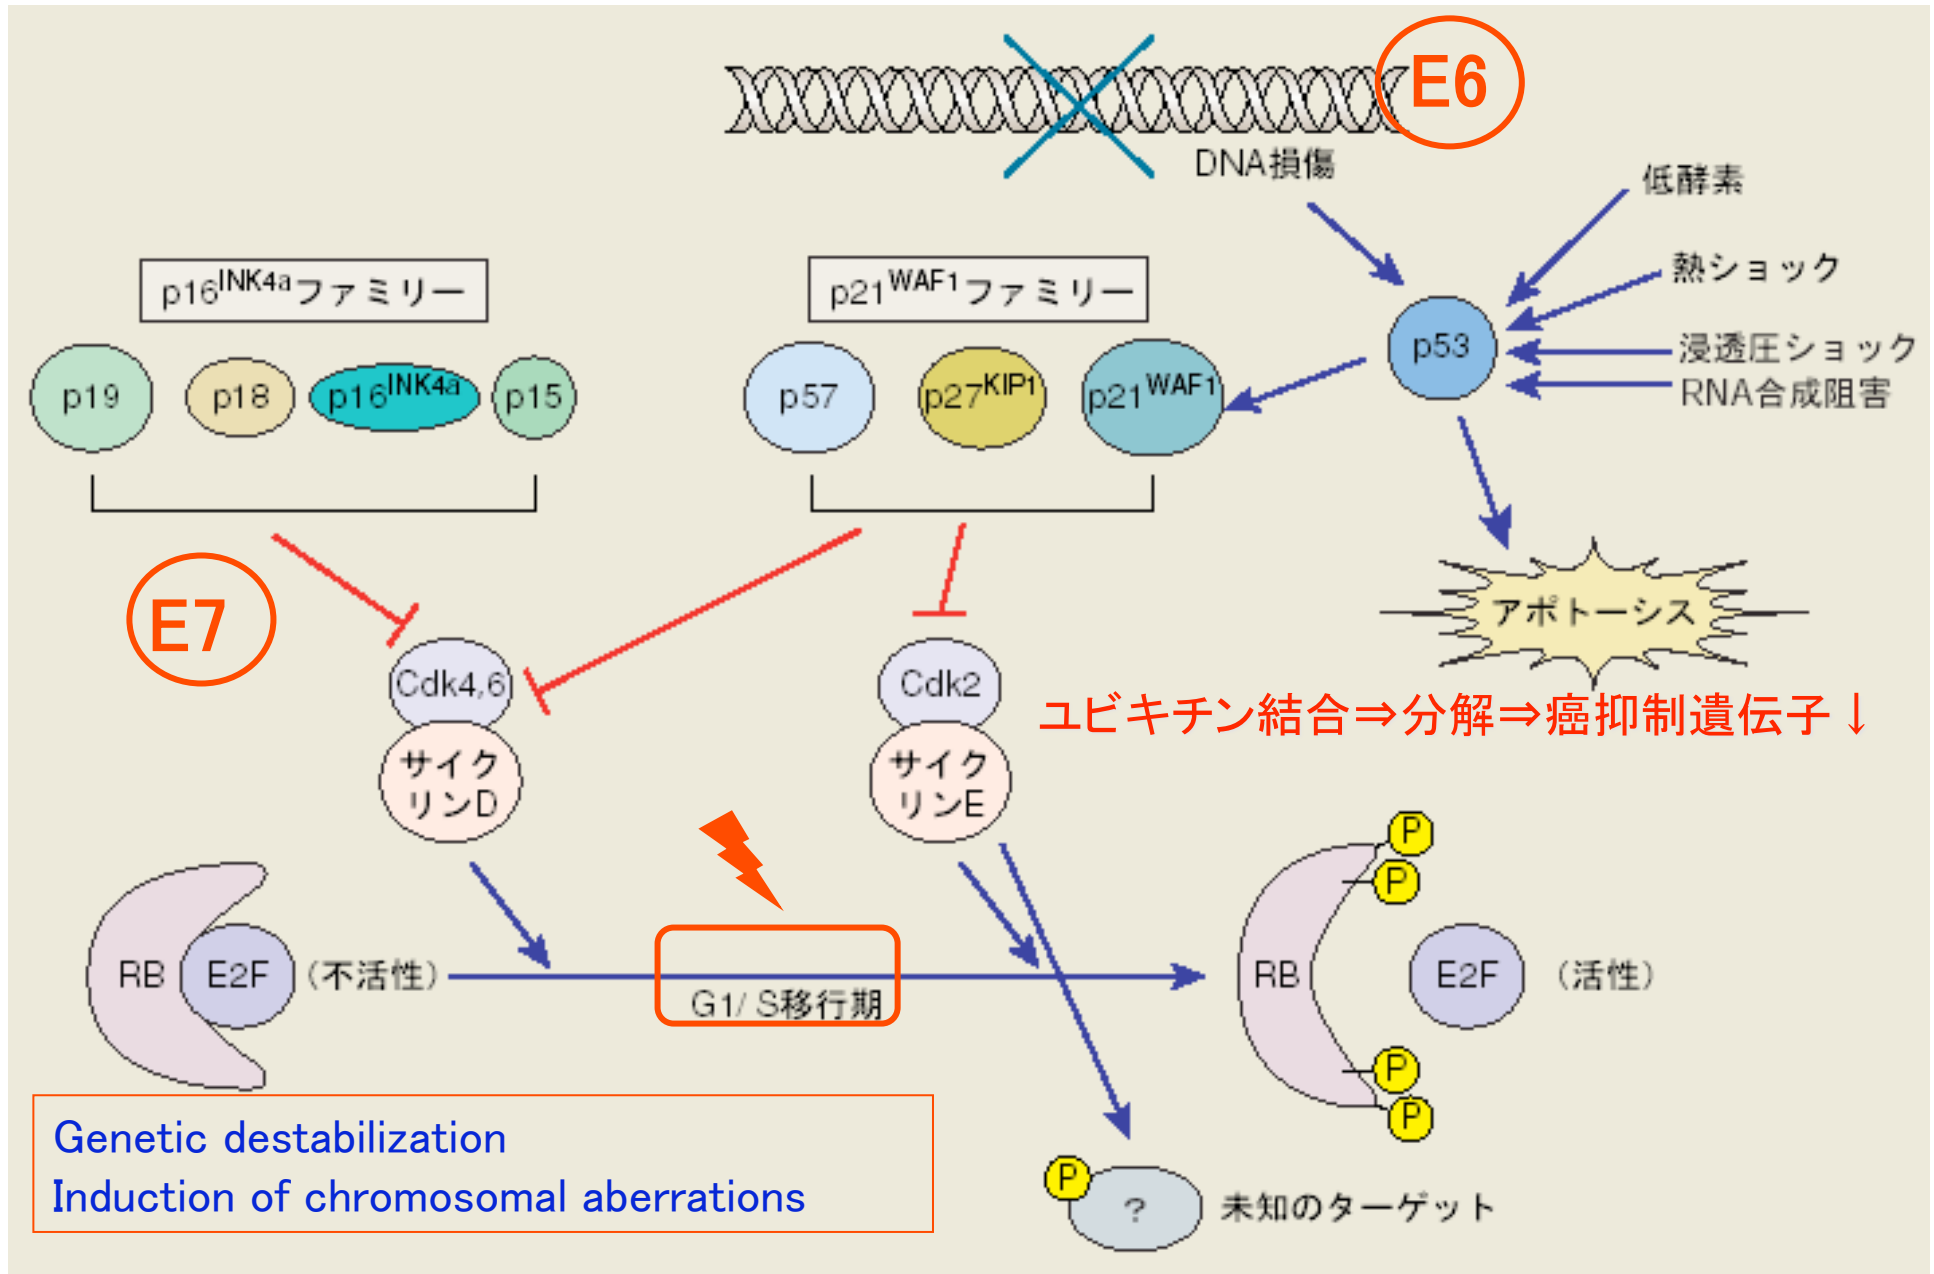 E6
DNA損傷
低酵素
熱ショック
p16INK4aファミリー
p21WAF1ファミリー
p53
浸透圧ショック
RNA合成阻害
p19
p18
p16INK4a
p15
p57
p27KIP1
p21WAF1
E7
アポトーシス
Cdk4,6
Cdk2
ユビキチン結合⇒分解⇒癌抑制遺伝子↓
サイク
リンD
サイク
リンE
P
P
RB
E2F
(不活性)
G1/ S移行期
RB
E2F
(活性)
P
P
Genetic destabilization
Induction of chromosomal aberrations
P
?
未知のターゲット